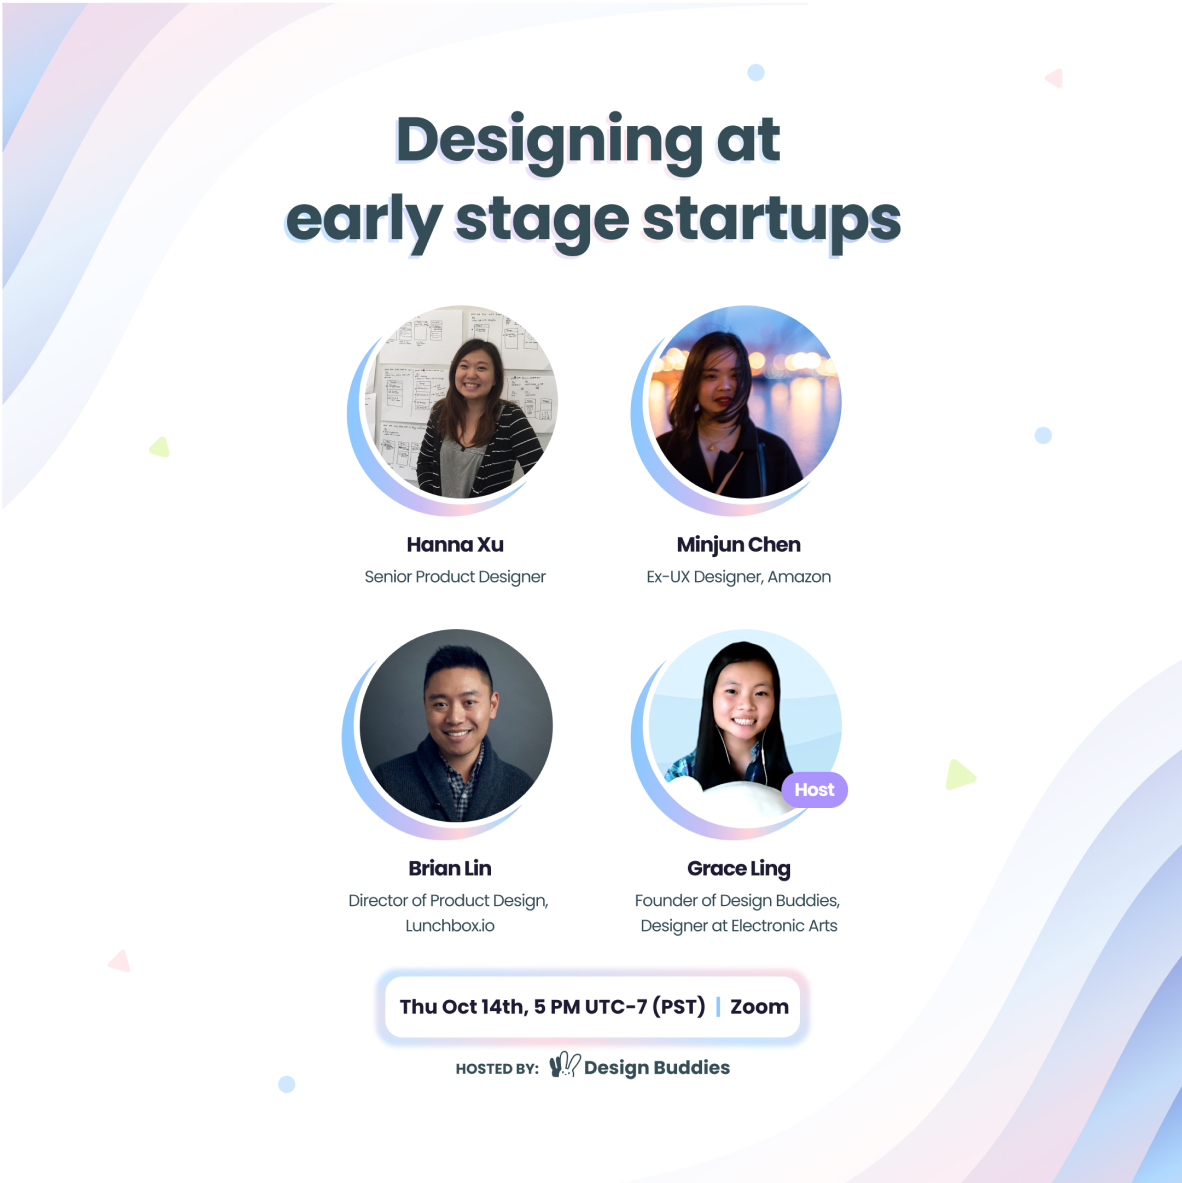 Designing at
early stage startups
Hanna Xu
Senior Product Designer
Minjun Chen
Ex-UX Designer, Amazon
Brian Lin
Director of Product Design,
Lunchbox.io
Host
Grace Ling
Founder of Design Buddies,
Designer at Electronic Arts
Thu Oct 14th, 5 PM UTC-7 (PST) | Zoom
HOSTED BY: Design Buddies